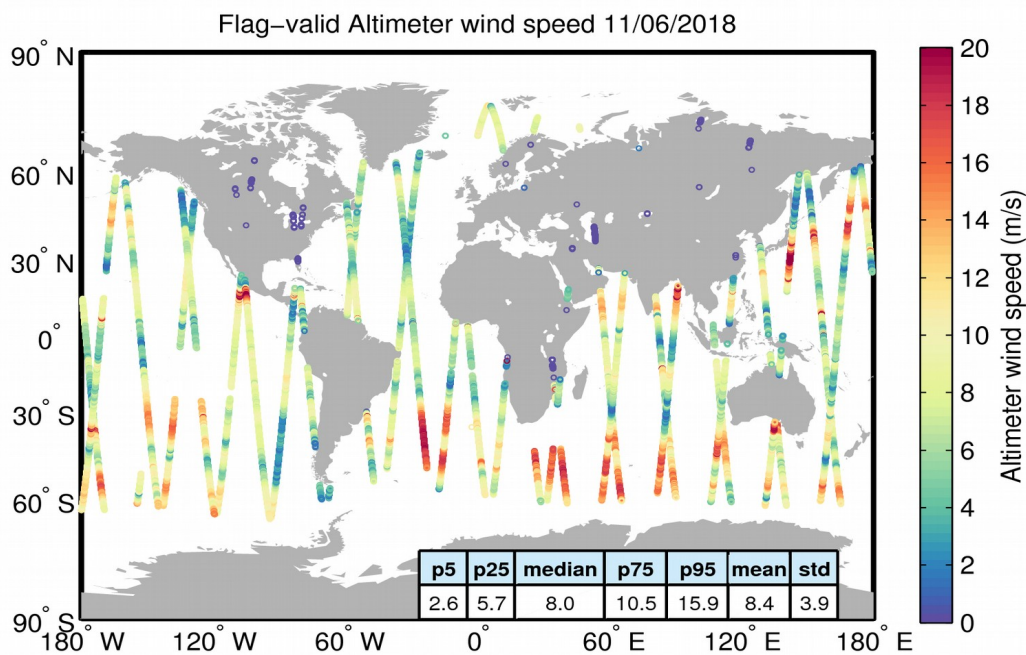 Flag−valid Altimeter wind speed 11/06/2018
90° N
60° N
30° N
0°
30° S
60° S
90° S
180° W
120° W
60° W
0°
60° E
120° E
180° E
p5 p25 median p75 p95 mean std
2.6 5.7 8.0 10.5 15.9 8.4 3.9
20
18
16
14
12
10
8
6
4
2
0
Altimeter wind speed (m/s)